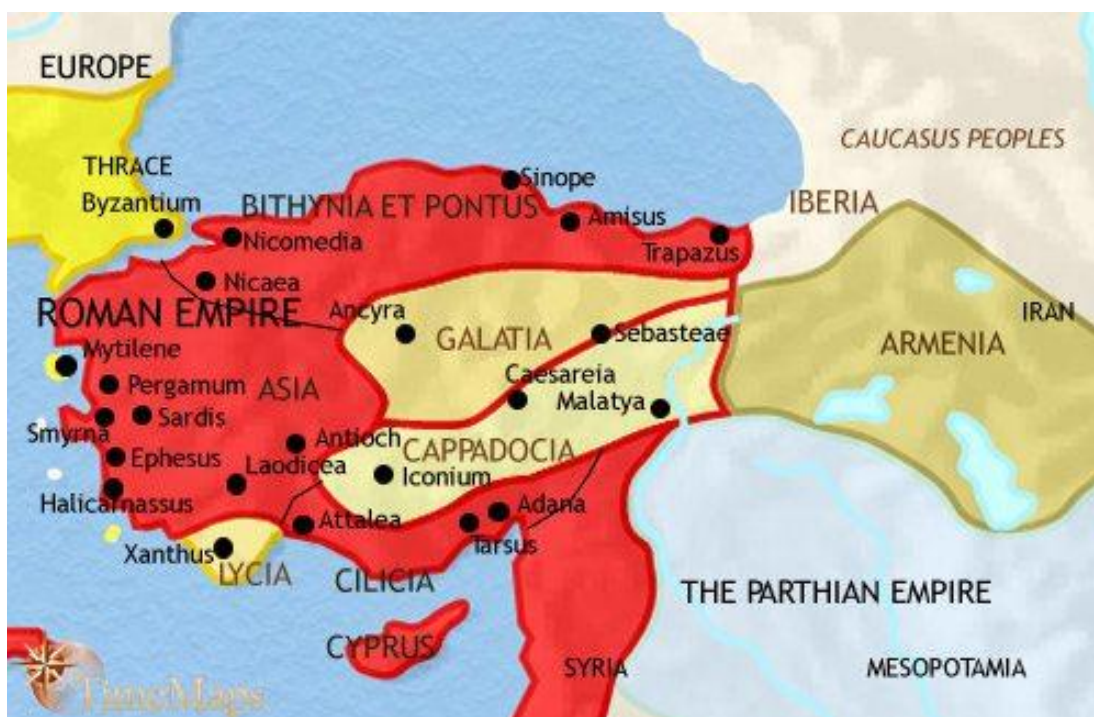 EUROPE
CAUCASUS PEOPLES
THRACE
Sinope
Byzantium
BITHYNIA ET PONTUS
IBERIA
Amisus
Nicomedia
Trapazus
Nicaea
Ancyra
ROMAN EMPIRE
IRAN
GALATIA
Sebasteae
ARMENIA
Mytilene
Caesareia
Pergamum
ASIA
Malatya
Sardis
Smyrna
Antioch
CAPPADOCIA
Ephesus
Laodicea
Iconium
Halicarnassus
Adana
Attalea
Tarsus
Xanthus
LYCIA
CILICIA
THE PARTHIAN EMPIRE
CYPRUS
SYRIA
MESOPOTAMIA
TimeMaps